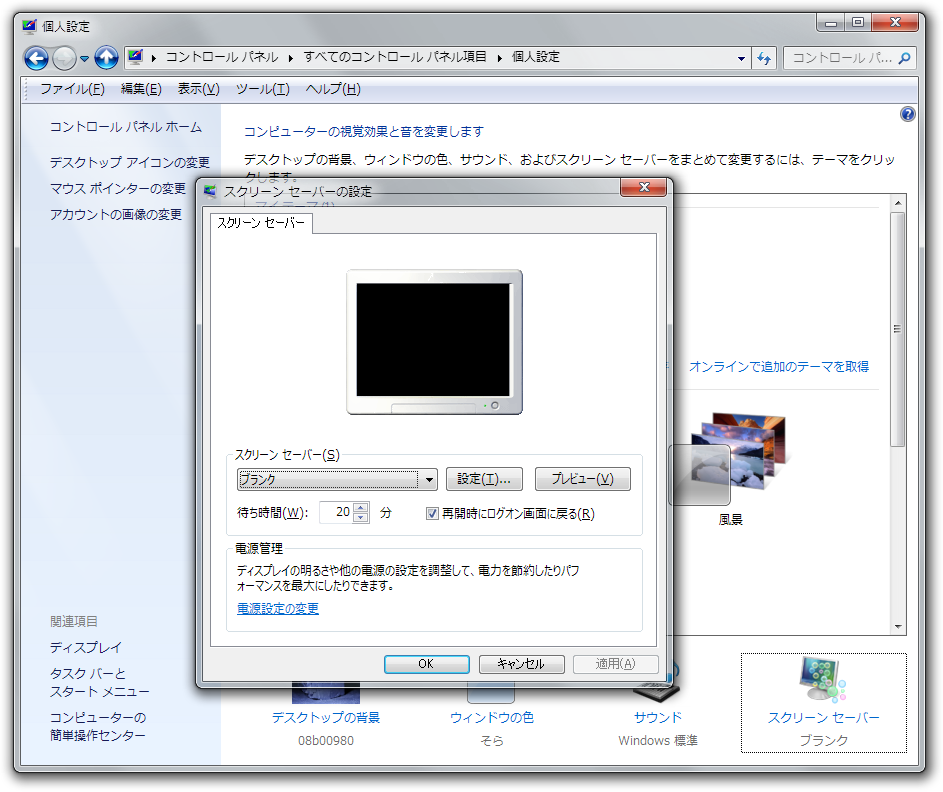 個人設定
コントロール パネル
すべてのコントロール パネル項目
個人設定
コントロール パ...
ファイル(F) 編集(E) 表示(V) ツール(T) ヘルプ(H)
コントロール パネル ホーム
デスクトップ アイコンの変更
マウス ポインターの変更
アカウントの画像の変更
コンピューターの視覚効果と音を変更します
デスクトップの背景、ウィンドウの色、サウンド、およびスクリーン セーバーをまとめて変更するには、テーマをクリッ
クします。
マイ テーマ (1)
オンラインで追加のテーマを取得
風景
スクリーン セーバーの設定
スクリーン セーバー
スクリーン セーバー(S)
ブランク
設定(T)...
プレビュー(V)
待ち時間(W): 20 分
再開時にログオン画面に戻る(R)
電源管理
ディスプレイの明るさや他の電源の設定を調整して、電力を節約したりパフ
ォーマンスを最大にしたりできます。
電源設定の変更
OK
キャンセル
適用(A)
関連項目
ディスプレイ
タスク バーと
スタート メニュー
コンピューターの
簡単操作センター
デスクトップの背景
08b00980
ウィンドウの色
そら
サウンド
Windows 標準
スクリーン セーバー
ブランク